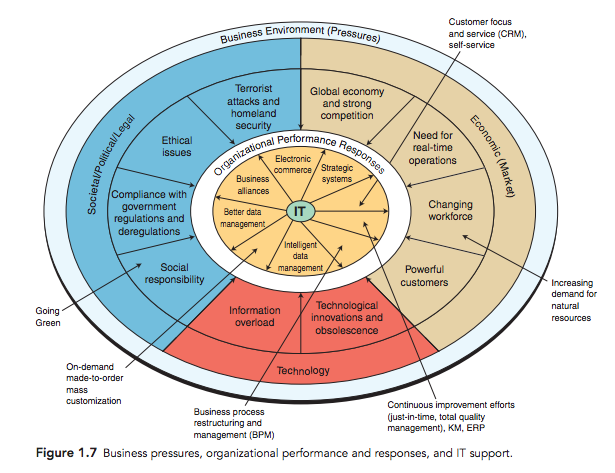 Customer focus
and service (CRM),
self-service
Business Environment (Pressures)
Terrorist
attacks and
homeland
security
Global economy
and strong
competition
Societal/Political/Legal
Economic (Market)
Ethical
issues
Organizational Performance Responses
Need for
real-time
operations
Electronic
commerce
Strategic
systems
Business
alliances
Compliance with
government
regulations and
deregulations
Better data
management
IT
Changing
workforce
Intelligent
data
management
Social
responsibility
Powerful
customers
Increasing
demand for
natural
resources
Going
Green
Information
overload
Technological
innovations and
obsolescence
Technology
On-demand
made-to-order
mass
customization
Business process
restructuring and
management (BPM)
Continuous improvement efforts
(just-in-time, total quality
management), KM, ERP
Figure 1.7 Business pressures, organizational performance and responses, and IT support.